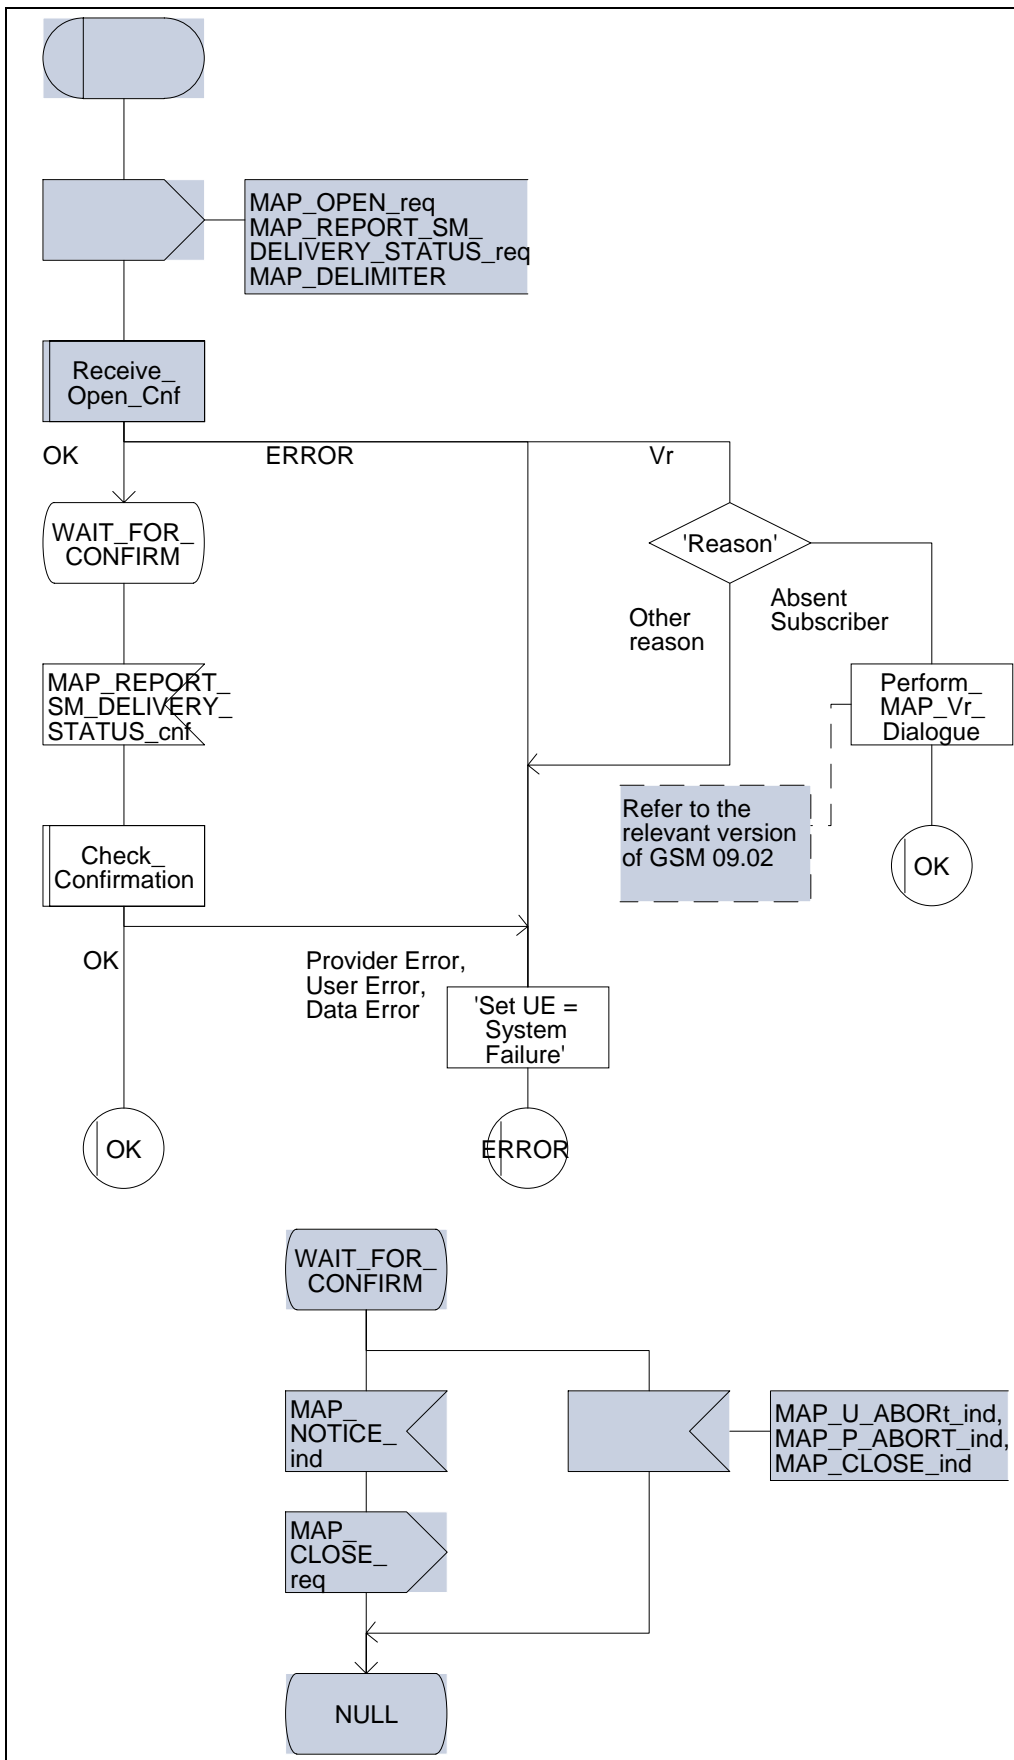 MAP_OPEN_req
MAP_REPORT_SM_
DELIVERY_STATUS_req
MAP_DELIMITER
Receive_
Open_Cnf
OK
ERROR
Vr
WAIT_FOR_
CONFIRM
'Reason'
Other
reason
Absent
Subscriber
MAP_REPORT_
SM_DELIVERY_
STATUS_cnf
Perform_
MAP_Vr_
Dialogue
Refer to the
relevant version
of GSM 09.02
Check_
Confirmation
OK
OK
Provider Error,
User Error,
Data Error
'Set UE =
System
Failure'
OK
ERROR
WAIT_FOR_
CONFIRM
MAP_
NOTICE_
ind
MAP_U_ABORt_ind,
MAP_P_ABORT_ind,
MAP_CLOSE_ind
MAP_
CLOSE_
req
NULL